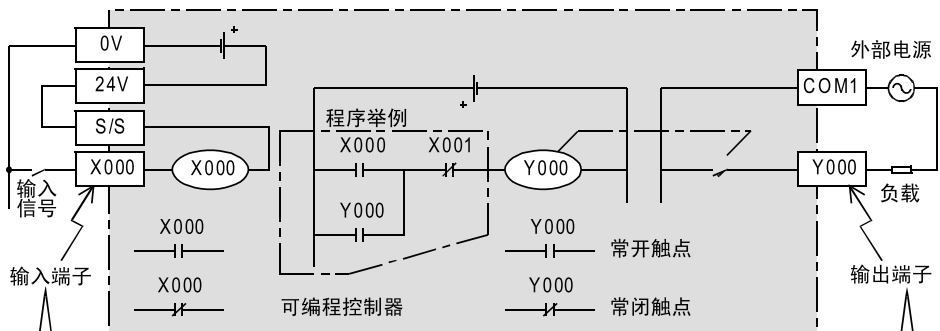 0V
24V
S/S
X000
X000
输入
信号
输入端子
程序举例
X000
X001
Y000
Y000
X000
X000
可编程控制器
Y000
常开触点
Y000
常闭触点
外部电源
COM1
Y000
负载
输出端子
+
+